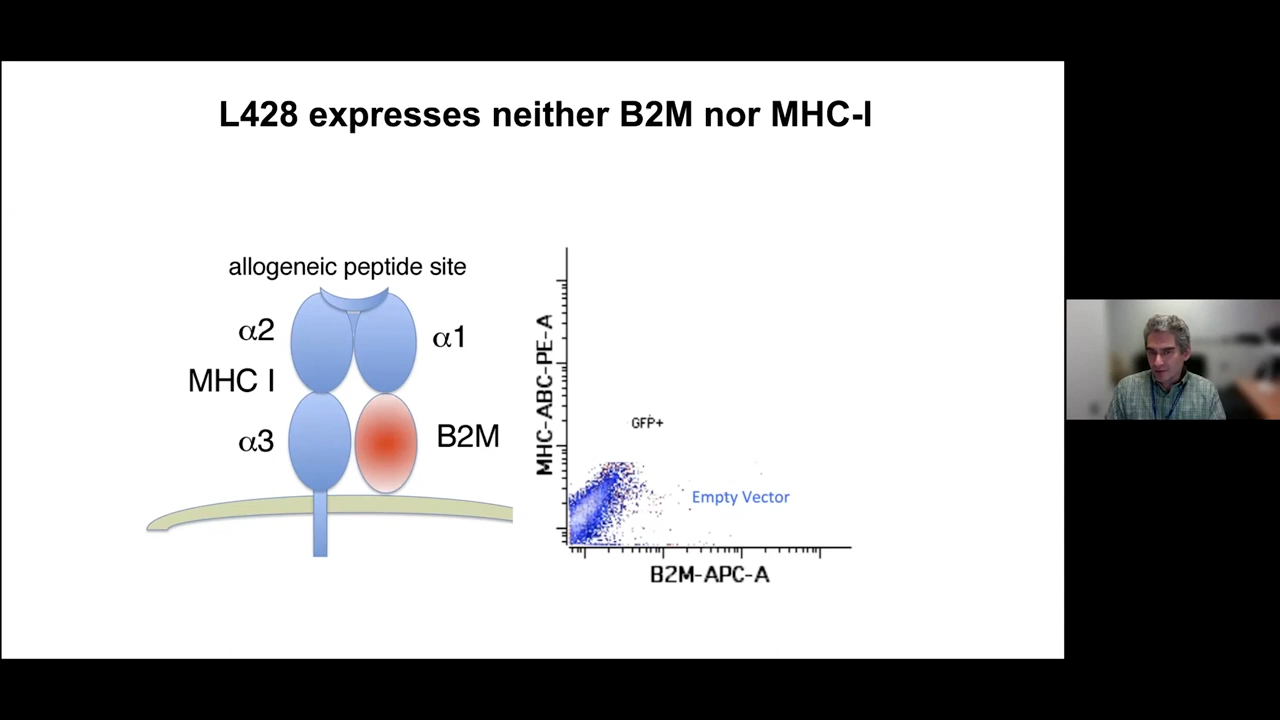 L428 expresses neither B2M nor MHC-I
allogeneic peptide site
α2
α1
MHC I
α3
B2M
MHC-ABC-PE-A
GFP+
Empty Vector
B2M-APC-A